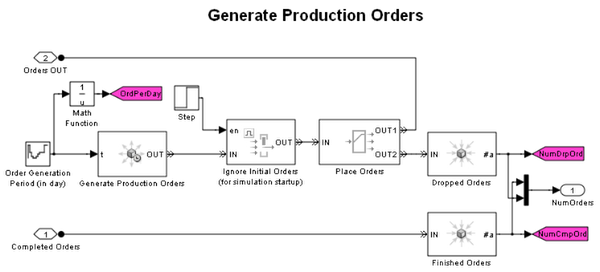 Generate Production Orders
2
Orders OUT
1
u
Math
Function
OrdPerDay
Step
en
IN
OUT
Ignore Initial Orders
(for simulation startup)
IN
OUT1
OUT2
Place Orders
Order Generation
Period (in day)
t
OUT
Generate Production Orders
IN
#a
Dropped Orders
NumDrpOrd
1
NumOrders
1
Completed Orders
IN
#a
Finished Orders
NumCmpOrd